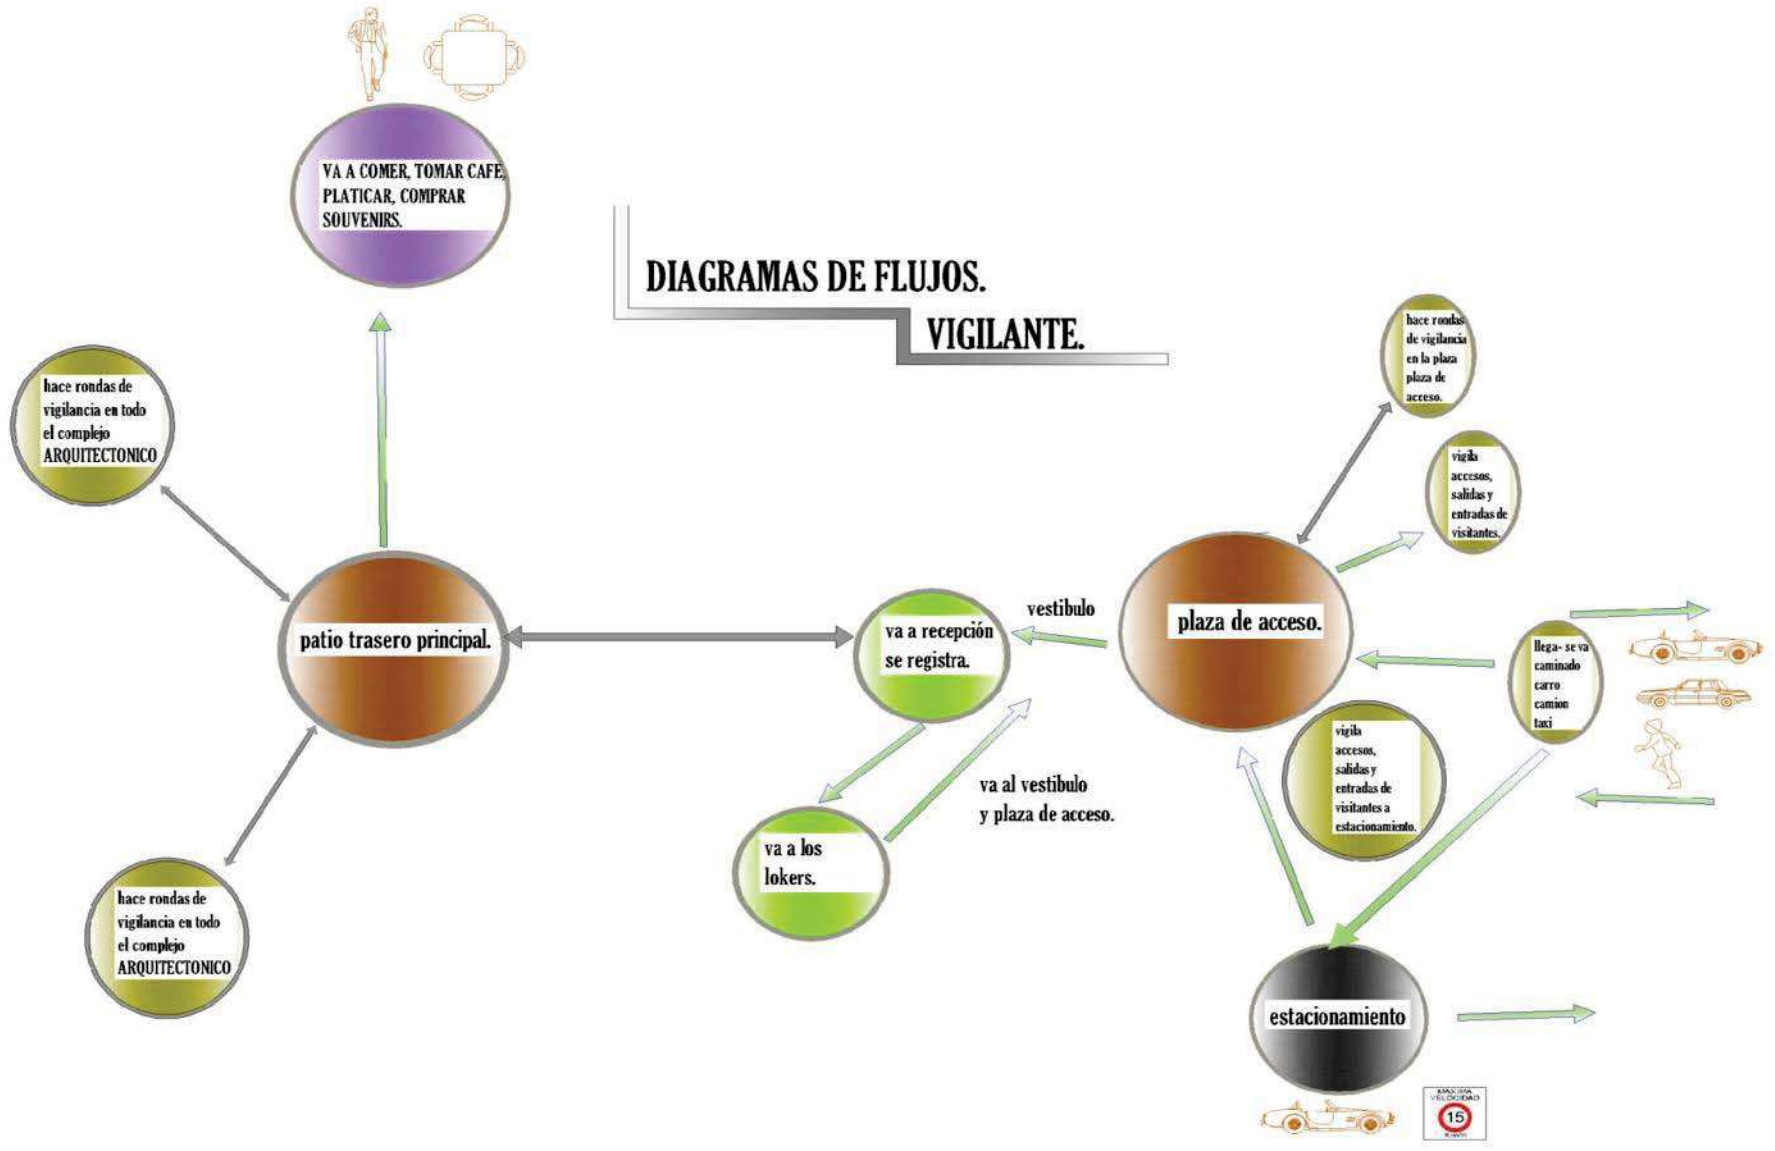 VA A COMER, TOMAR CAFE,
PLATICAR, COMPRAR
SOUVENIRS.
DIAGRAMAS DE FLUJOS.
VIGILANTE.
hace rondas
de vigilancia
en la plaza
plaza de
acceso.
hace rondas de
vigilancia en todo
el complejo
ARQUITECTONICO
vigila
accesos,
salidas y
entradas de
visitantes.
patio trasero principal.
va a recepción
se registra.
vestibulo
plaza de acceso.
llega- se va
caminado
carro
camion
taxi
vigila
accesos,
salidas y
entradas de
visitantes a
estacionamiento.
va al vestibulo
y plaza de acceso.
va a los
lokers.
hace rondas de
vigilancia en todo
el complejo
ARQUITECTONICO
estacionamiento
MAXIMA
VELOCIDAD
15
Km/H